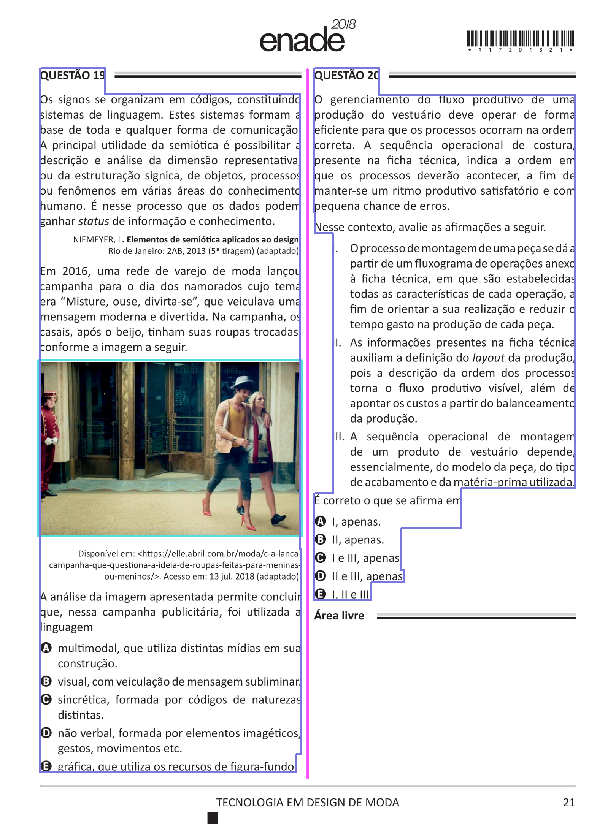 enade 2018
*R1720182 1*
QUESTÃO 19
Os signos se organizam em códigos, constituindo
sistemas de linguagem. Estes sistemas formam a
base de toda e qualquer forma de comunicação.
A principal utilidade da semiótica é possibilitar a
descrição e análise da dimensão representativa,
ou da estruturação sígnica, de objetos, processos
ou fenômenos em várias áreas do conhecimento
humano. É nesse processo que os dados podem
ganhar status de informação e conhecimento.
NIEMEYER, L. Elementos de semiótica aplicados ao design.
Rio de Janeiro: 2AB, 2013 (5ª tiragem) (adaptado).
Em 2016, uma rede de varejo de moda lançou
campanha para o dia dos namorados cujo tema
era “Misture, ouse, divirta-se”, que veiculava uma
mensagem moderna e divertida. Na campanha, os
casais, após o beijo, tinham suas roupas trocadas,
conforme a imagem a seguir.
Disponível em: <https://elle.abril.com.br/moda/c-a-lanca-
campanha-que-questiona-a-ideia-de-roupas-feitas-para-meninas-
ou-meninos/>. Acesso em: 13 jul. 2018 (adaptado).
A análise da imagem apresentada permite concluir
que, nessa campanha publicitária, foi utilizada a
linguagem
A multimodal, que utiliza distintas mídias em sua
construção.
B visual, com veiculação de mensagem subliminar.
C sincrética, formada por códigos de naturezas
distintas.
D não verbal, formada por elementos imagéticos,
gestos, movimentos etc.
E gráfica, que utiliza os recursos de figura-fundo.
QUESTÃO 20
O gerenciamento do fluxo produtivo de uma
produção do vestuário deve operar de forma
eficiente para que os processos ocorram na ordem
correta. A sequência operacional de costura,
presente na ficha técnica, indica a ordem em
que os processos deverão acontecer, a fim de
manter-se um ritmo produtivo satisfatório e com
pequena chance de erros.
Nesse contexto, avalie as afirmações a seguir.
I. O processo de montagem de uma peça se dá a
partir de um fluxograma de operações anexo
à ficha técnica, em que são estabelecidas
todas as características de cada operação, a
fim de orientar a sua realização e reduzir o
tempo gasto na produção de cada peça.
II. As informações presentes na ficha técnica
auxiliam a definição do layout da produção,
pois a descrição da ordem dos processos
torna o fluxo produtivo visível, além de
apontar os custos a partir do balanceamento
da produção.
III. A sequência operacional de montagem
de um produto de vestuário depende,
essencialmente, do modelo da peça, do tipo
de acabamento e da matéria-prima utilizada.
É correto o que se afirma em
A I, apenas.
B II, apenas.
C I e III, apenas.
D II e III, apenas.
E I, II e III.
Área livre
TECNOLOGIA EM DESIGN DE MODA
21